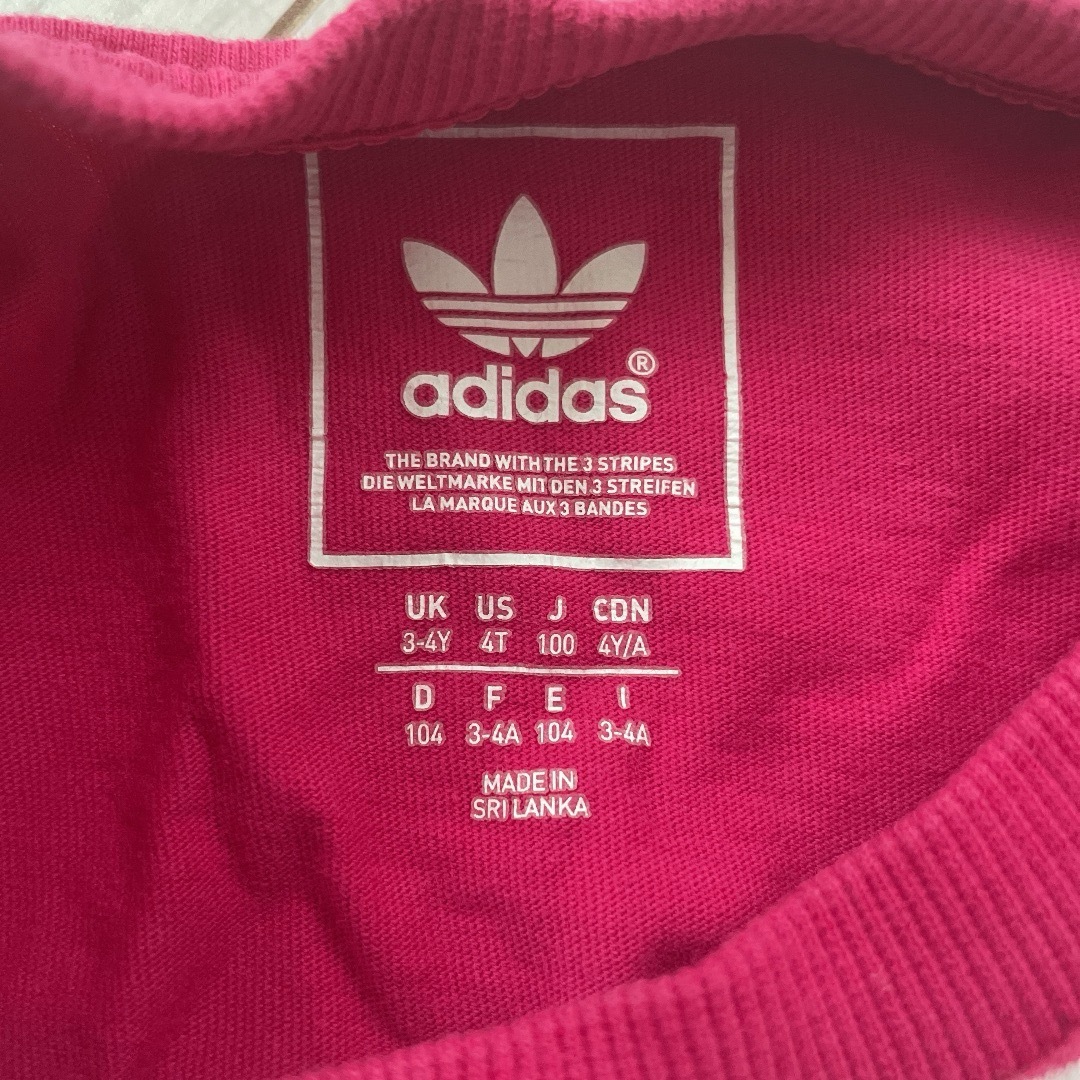 adidas®
THE BRAND WITH THE 3 STRIPES
DIE WELTMARKE MIT DEN 3 STREIFEN
LA MARQUE AUX 3 BANDES
UK US J CDN
3-4Y 4T 100 4Y/A
D F E I
104 3-4A 104 3-4A
MADE IN
SRI LANKA